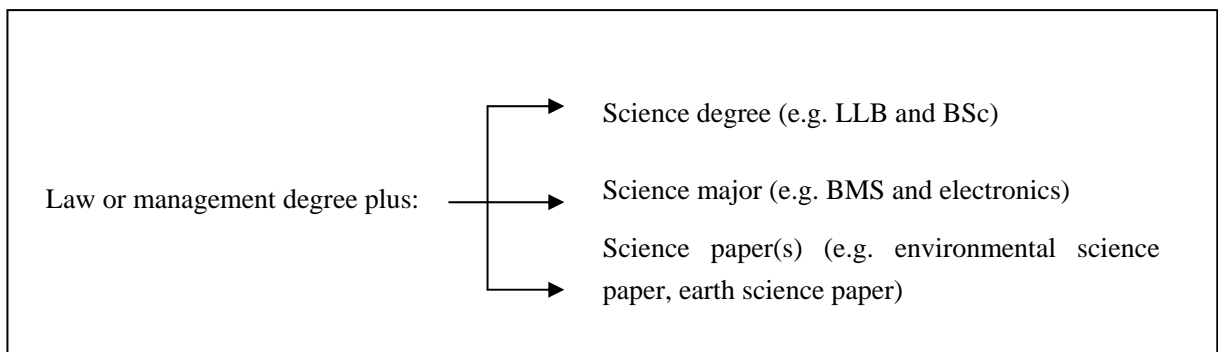 Science degree (e.g. LLB and BSc)
Law or management degree plus:
Science major (e.g. BMS and electronics)
Science paper(s) (e.g. environmental science
paper, earth science paper)